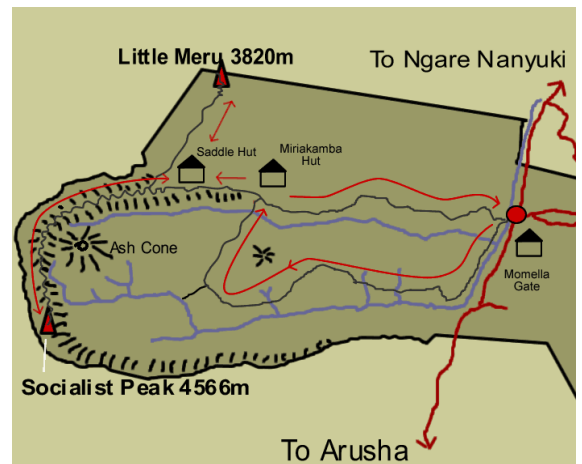 Little Meru 3820m
To Ngare Nanyuki
Saddle Hut
Miriakamba
Hut
Ash Cone
Momella
Gate
Socialist Peak 4566m
To Arusha